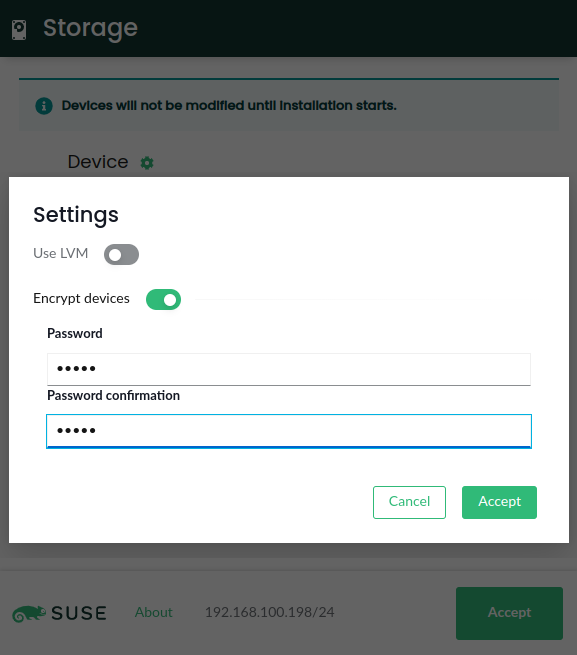 Storage
Devices will not be modified until installation starts.
Device
Settings
Use LVM
Encrypt devices
Password
•••••
Password confirmation
•••••
Cancel
Accept
SUSE
About
192.168.100.198/24
Accept